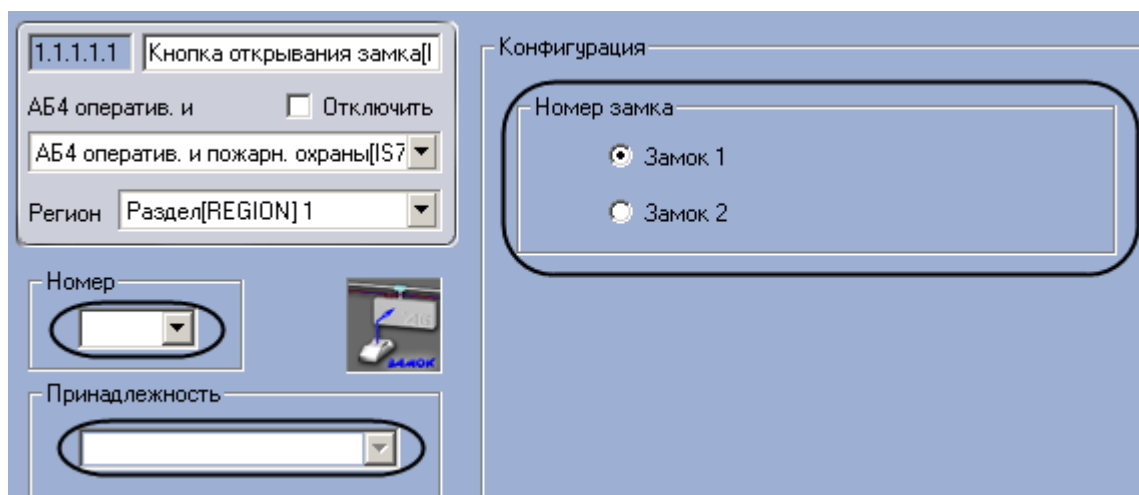 1.1.1.1.1 Кнопка открывания замка[I
АБ4 оператив. и Отключить
АБ4 оператив. и пожарн. охраны[IS7
Регион Раздел[REGION] 1
Номер
ЗАМОК
Принадлежность
Конфигурация
Номер замка
Замок 1
Замок 2